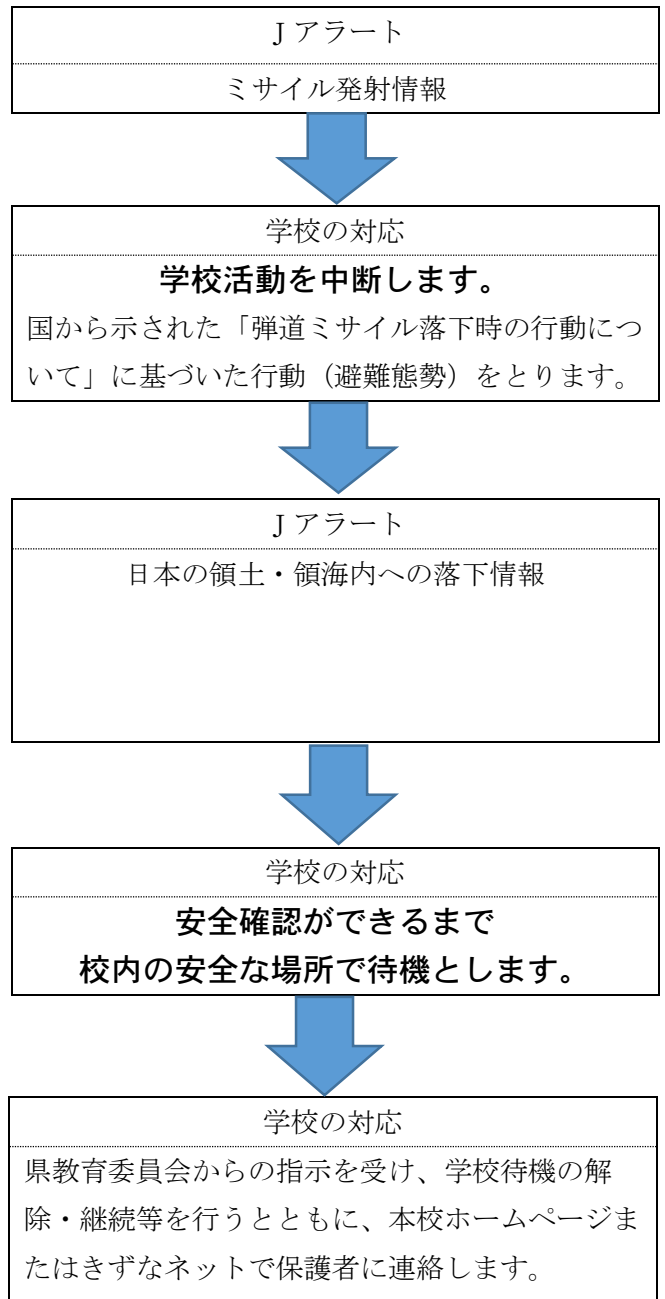 Jアラート
ミサイル発射情報
学校の対応
学校活動を中断します。
国から示された「弾道ミサイル落下時の行動につ
いて」に基づいた行動（避難態勢）をとります。
Jアラート
日本の領土・領海内への落下情報
学校の対応
安全確認ができるまで
校内の安全な場所で待機とします。
学校の対応
県教育委員会からの指示を受け、学校待機の解
除・継続等を行うとともに、本校ホームページま
たはきずなネットで保護者に連絡します。